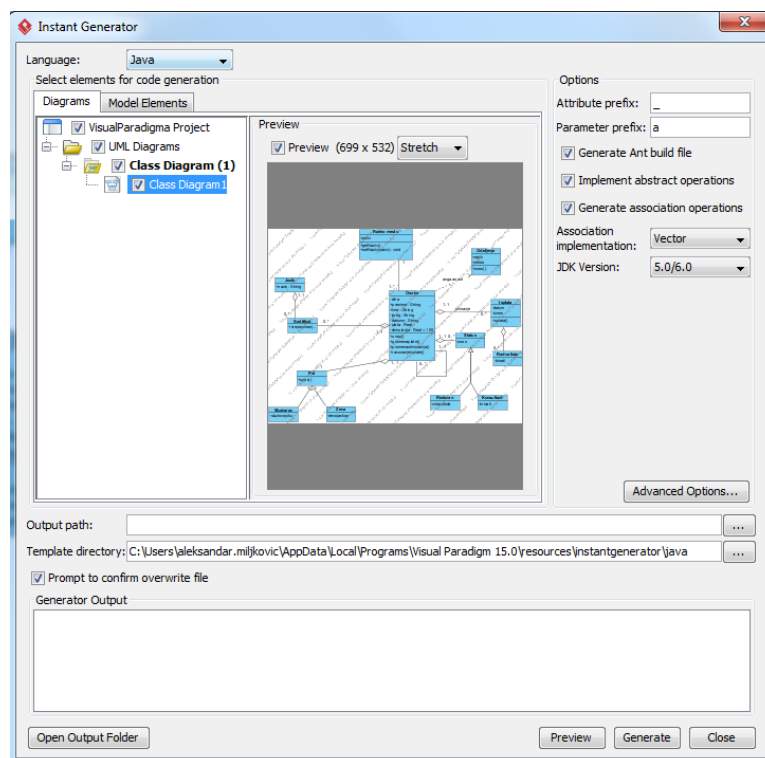 Instant Generator
Language: Java
Select elements for code generation
Diagrams Model Elements
VisualParadigma Project
UML Diagrams
Class Diagram (1)
Class Diagram1
Preview
Preview (699 x 532) Stretch
Options
Attribute prefix: _
Parameter prefix: a
Generate Ant build file
Implement abstract operations
Generate association operations
Association
implementation: Vector
JDK Version: 5.0/6.0
Advanced Options...
Output path: ...
Template directory: C:\Users\aleksandar.miljkovic\AppData\Local\Programs\Visual Paradigm 15.0\resources\instantgenerator\java ...
Prompt to confirm overwrite file
Generator Output
Open Output Folder Preview Generate Close